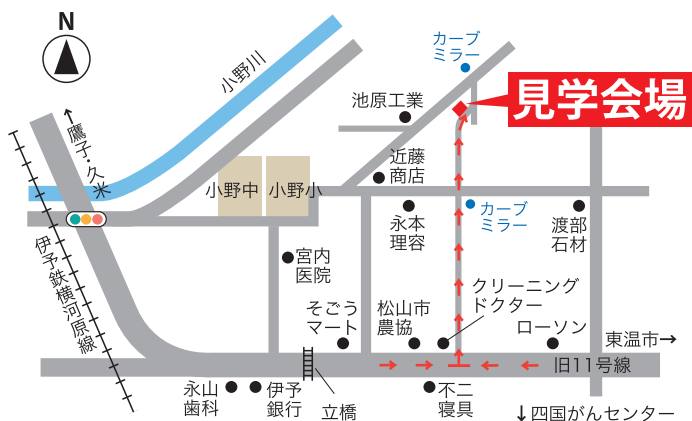 N
小野川
カーブ
ミラー
見学会場
池原工業
↑鷹子・久米
近藤
商店
小野中
小野小
永本
理容
カーブ
ミラー
渡部
石材
伊予鉄横河原線
宮内
医院
クリーニング
ドクター
そごう
マート
松山市
農協
ローソン
東温市→
旧11号線
永山
歯科
伊予
銀行
立橋
不二
寝具
↓四国がんセンター